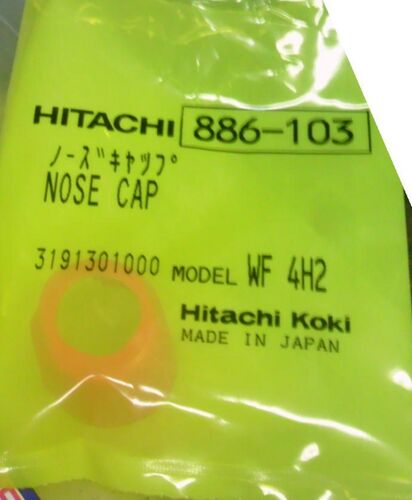 HITACHI 886-103
ノーズキャップ
NOSE CAP
3191301000 MODEL WF 4H2
Hitachi Koki
MADE IN JAPAN